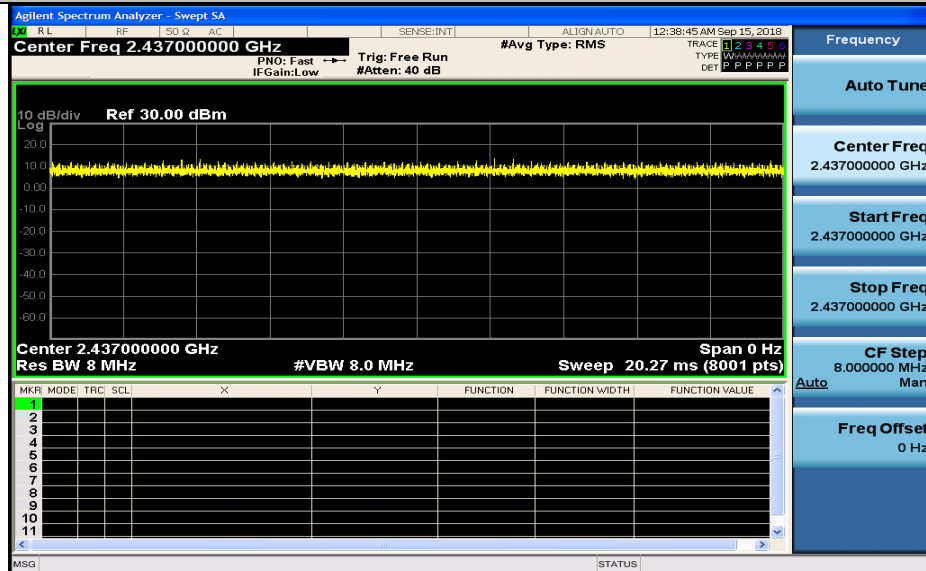 Agilent Spectrum Analyzer - Swept SA
LXI RL RF 50 Ω AC SENSE:INT ALIGN AUTO 12:38:45 AM Sep 15, 2018
Center Freq 2.437000000 GHz
#Avg Type: RMS
TRACE 1 2 3 4 5 6
PNO: Fast Trig: Free Run
TYPE WWWWWW
IFGain:Low #Atten: 40 dB
DET P P P P P P
10 dB/div Ref 30.00 dBm
Log
20.0
10.0
0.00
-10.0
-20.0
-30.0
-40.0
-50.0
-60.0
Center 2.437000000 GHz Span 0 Hz
Res BW 8 MHz #VBW 8.0 MHz Sweep 20.27 ms (8001 pts)
MKR MODE TRC SCL X Y FUNCTION FUNCTION WIDTH FUNCTION VALUE
1
2
3
4
5
6
7
8
9
10
11
MSG STATUS
Frequency
Auto Tune
Center Freq
2.437000000 GHz
Start Freq
2.437000000 GHz
Stop Freq
2.437000000 GHz
CF Step
8.000000 MHz
Auto Man
Freq Offset
0 Hz